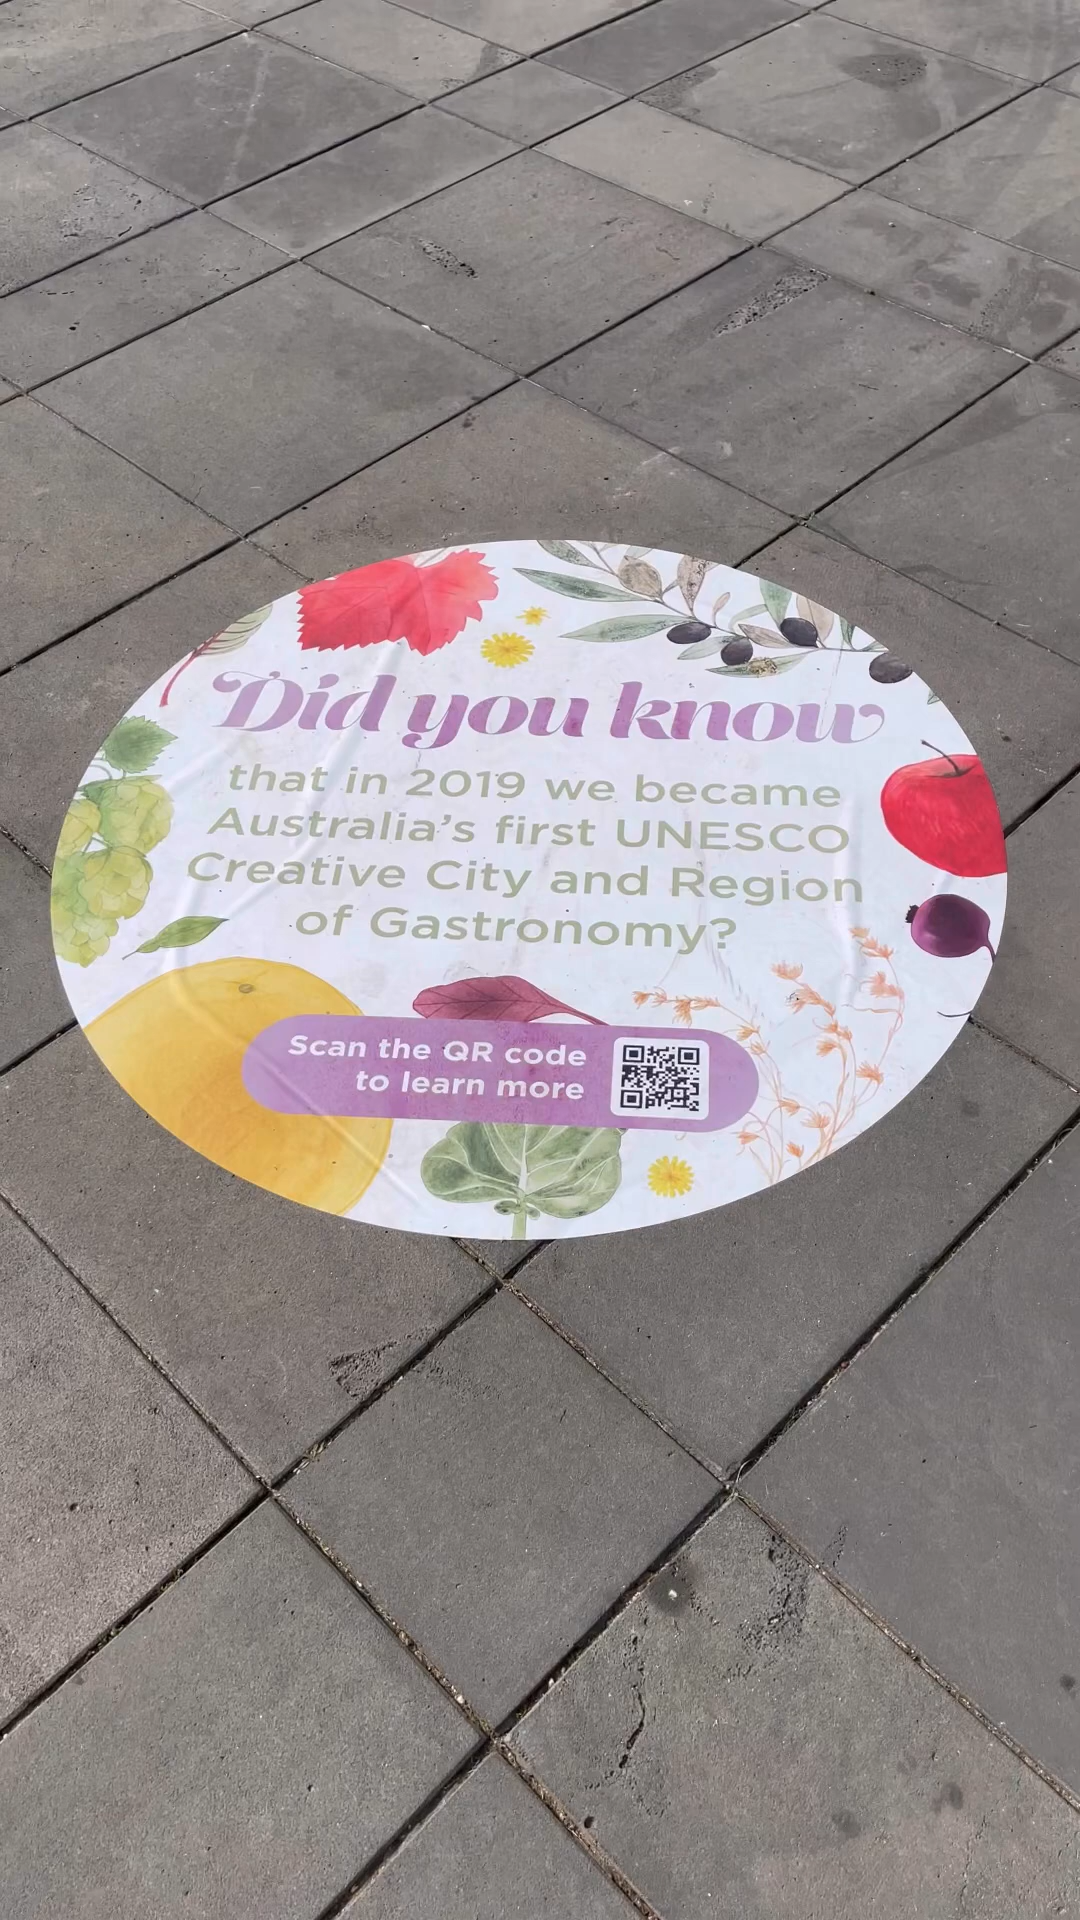 Did you know
that in 2019 we became
Australia's first UNESCO
Creative City and Region
of Gastronomy?
Scan the QR code
to learn more